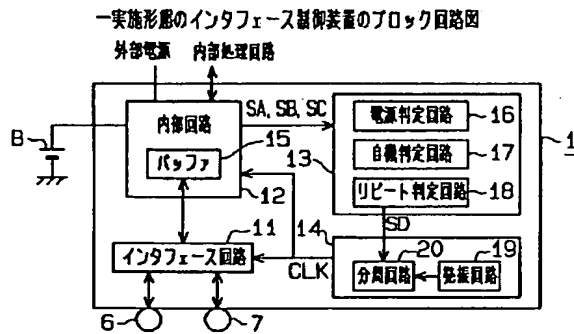 一実施形態のインタフェース制御装置のブロック回路図
外部電源 内部処理回路
SA, SB, SC
内部回路
15
バッファ
12
B
電源判定回路 16
自機判定回路 17
リピート判定回路 18
13
1
SD
14
11
インタフェース回路
CLK
20 19
分周回路 発振回路
6 7